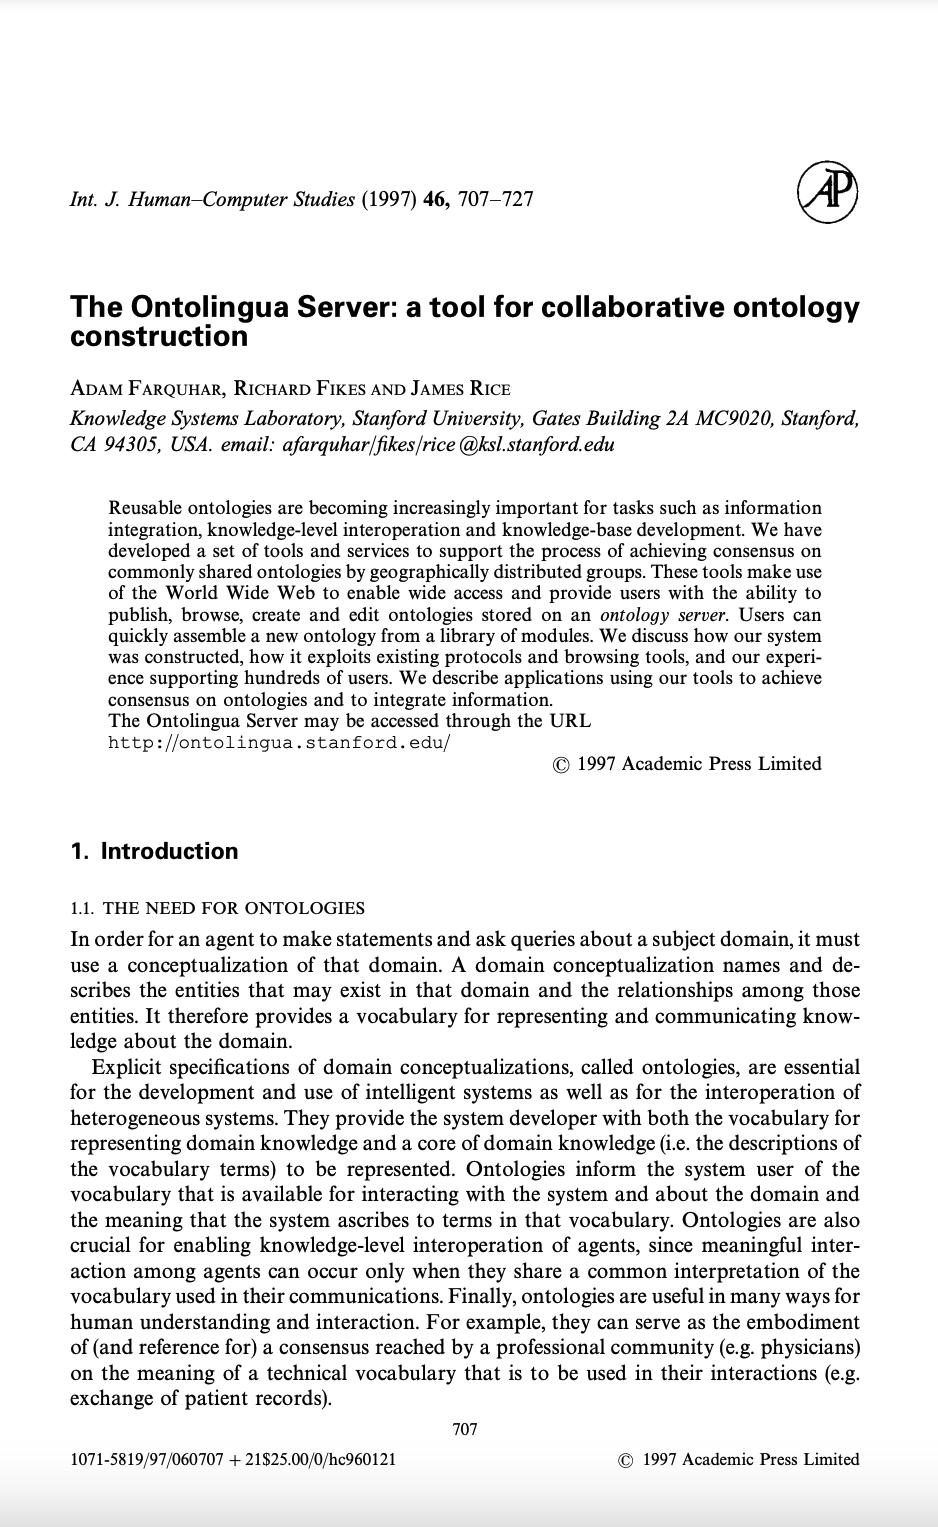 Int. J. Human–Computer Studies (1997) 46, 707–727
AP
The Ontolingua Server: a tool for collaborative ontology
construction
ADAM FARQUHAR, RICHARD FIKES AND JAMES RICE
Knowledge Systems Laboratory, Stanford University, Gates Building 2A MC9020, Stanford,
CA 94305, USA. email: afarquhar/fikes/rice@ksl.stanford.edu
Reusable ontologies are becoming increasingly important for tasks such as information
integration, knowledge-level interoperation and knowledge-base development. We have
developed a set of tools and services to support the process of achieving consensus on
commonly shared ontologies by geographically distributed groups. These tools make use
of the World Wide Web to enable wide access and provide users with the ability to
publish, browse, create and edit ontologies stored on an ontology server. Users can
quickly assemble a new ontology from a library of modules. We discuss how our system
was constructed, how it exploits existing protocols and browsing tools, and our experi-
ence supporting hundreds of users. We describe applications using our tools to achieve
consensus on ontologies and to integrate information.
The Ontolingua Server may be accessed through the URL
http://ontolingua.stanford.edu/
© 1997 Academic Press Limited
1. Introduction
1.1. THE NEED FOR ONTOLOGIES
In order for an agent to make statements and ask queries about a subject domain, it must
use a conceptualization of that domain. A domain conceptualization names and de-
scribes the entities that may exist in that domain and the relationships among those
entities. It therefore provides a vocabulary for representing and communicating know-
ledge about the domain.
Explicit specifications of domain conceptualizations, called ontologies, are essential
for the development and use of intelligent systems as well as for the interoperation of
heterogeneous systems. They provide the system developer with both the vocabulary for
representing domain knowledge and a core of domain knowledge (i.e. the descriptions of
the vocabulary terms) to be represented. Ontologies inform the system user of the
vocabulary that is available for interacting with the system and about the domain and
the meaning that the system ascribes to terms in that vocabulary. Ontologies are also
crucial for enabling knowledge-level interoperation of agents, since meaningful inter-
action among agents can occur only when they share a common interpretation of the
vocabulary used in their communications. Finally, ontologies are useful in many ways for
human understanding and interaction. For example, they can serve as the embodiment
of (and reference for) a consensus reached by a professional community (e.g. physicians)
on the meaning of a technical vocabulary that is to be used in their interactions (e.g.
exchange of patient records).
707
1071-5819/97/060707 + 21$25.00/0/hc960121
© 1997 Academic Press Limited